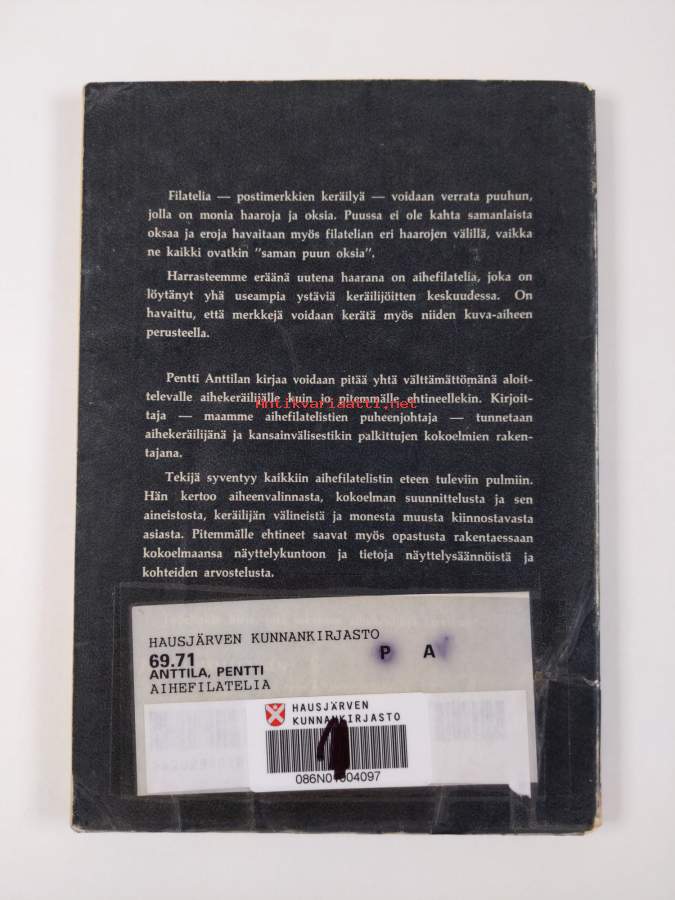 Filatelia — postimerkkien keräilyä — voidaan verrata puuhun,
jolla on monia haaroja ja oksia. Puussa ei ole kahta samanlaista
oksaa ja eroja havaitaan myös filatelian eri haarojen välillä, vaikka
ne kaikki ovatkin "saman puun oksia".
Harrasteemme eräänä uutena haarana on aihefilatelia, joka on
löytänyt yhä useampia ystäviä keräilijöitten keskuudessa. On
havaittu, että merkkejä voidaan kerätä myös niiden kuva-aiheen
perusteella.
Pentti Anttilan kirjaa voidaan pitää yhtä välttämättömänä aloit-
televalle aihekeräilijälle kuin jo pitemmälle ehtineellekin. Kirjoit-
Antikvariaatti.net
taja — maamme aihefilatelistien puheenjohtaja — tunnetaan
aihekeräilijänä ja kansainvälisestikin palkittujen kokoelmien raken-
tajana.
Tekijä syventyy kaikkiin aihefilatelistin eteen tuleviin pulmiin.
Hän kertoo aiheenvalinnasta, kokoelman suunnittelusta ja sen
aineistosta, keräilijän välineistä ja monesta muusta kiinnostavasta
asiasta. Pitemmälle ehtineet saavat myös opastusta rakentaessaan
kokoelmaansa näyttelykuntoon ja tietoja näyttelysäännöistä ja
kohteiden arvostelusta.
HAUSJÄRVEN KUNNANKIRJASTO
69.71 P A
ANTTILA, PENTTI
AIHEFILATELIA
HAUSJÄRVEN
KUNNANKIRJASTO